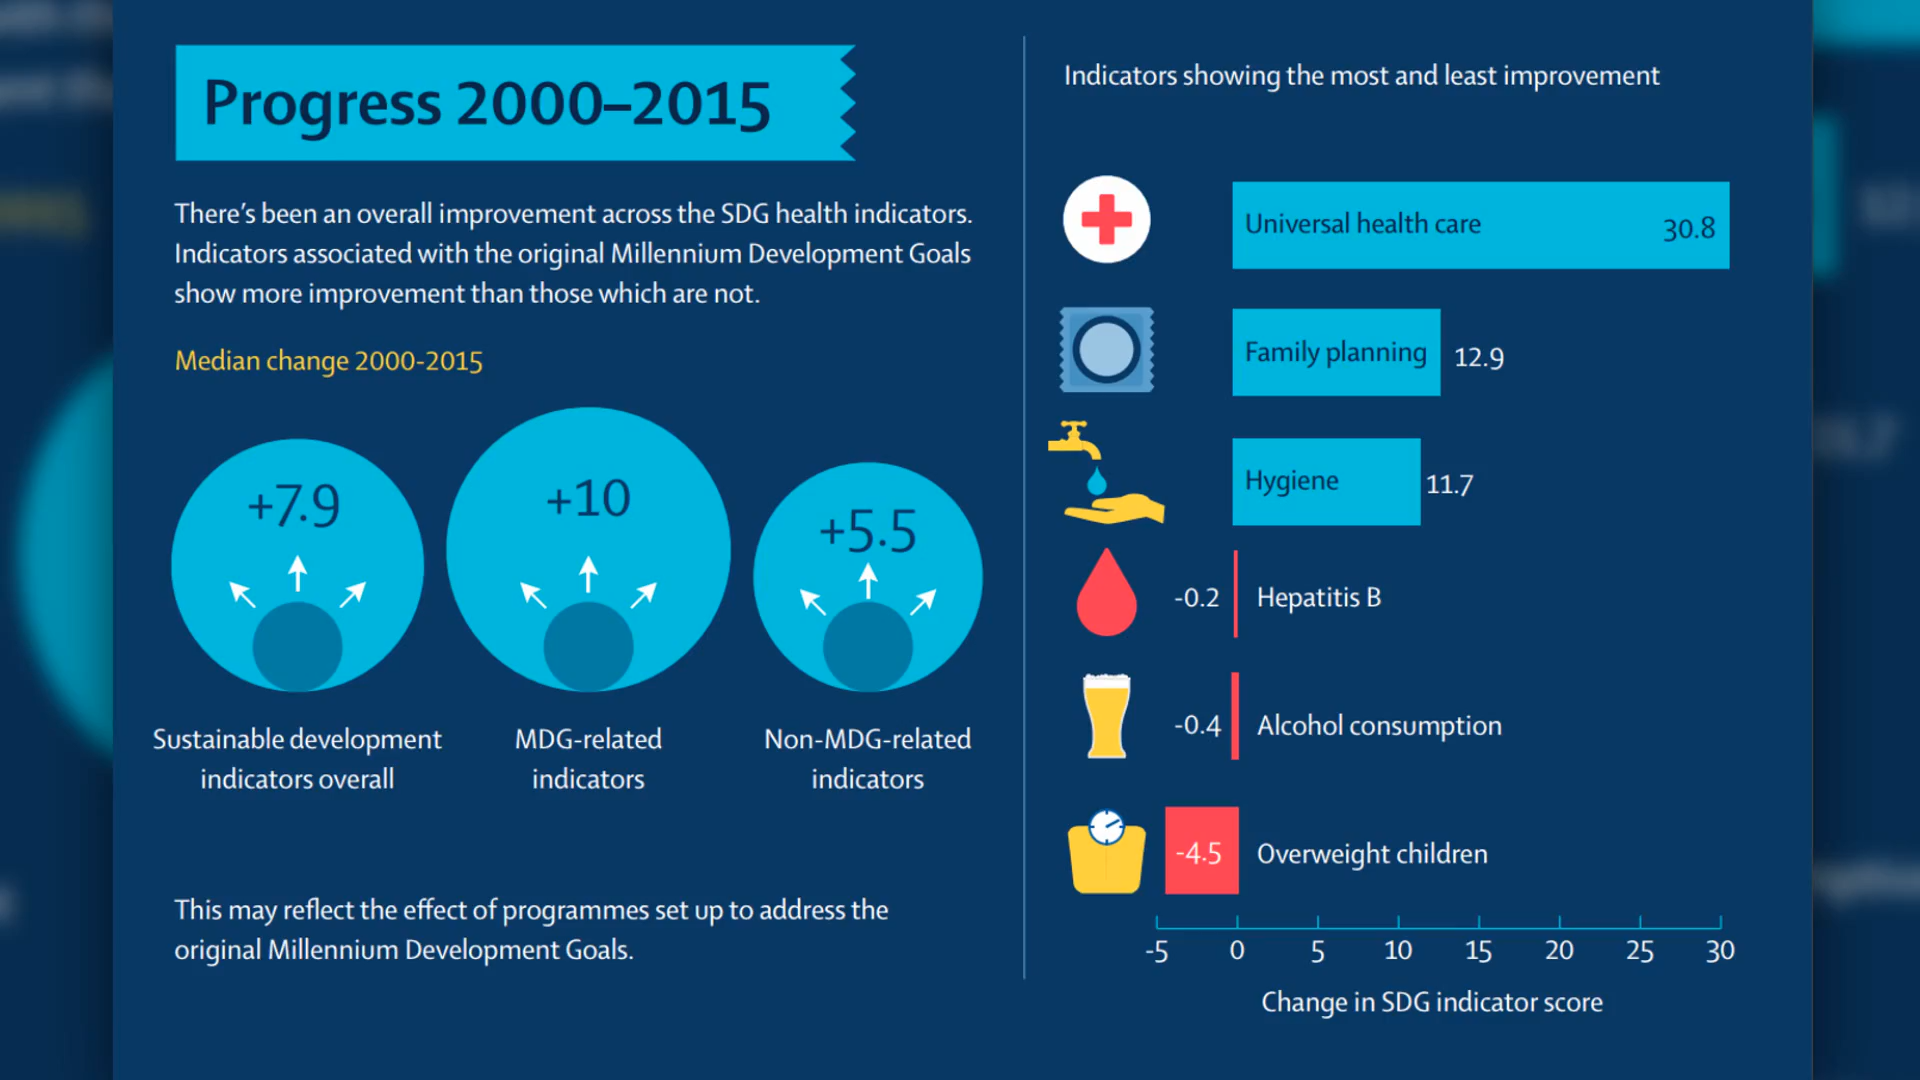 Progress 2000–2015
There's been an overall improvement across the SDG health indicators.
Indicators associated with the original Millennium Development Goals
show more improvement than those which are not.
Median change 2000-2015
+7.9
+10
+5.5
Sustainable development
indicators overall
MDG-related
indicators
Non-MDG-related
indicators
This may reflect the effect of programmes set up to address the
original Millennium Development Goals.
Indicators showing the most and least improvement
Universal health care 30.8
Family planning 12.9
Hygiene 11.7
-0.2 Hepatitis B
-0.4 Alcohol consumption
-4.5 Overweight children
-5 0 5 10 15 20 25 30
Change in SDG indicator score